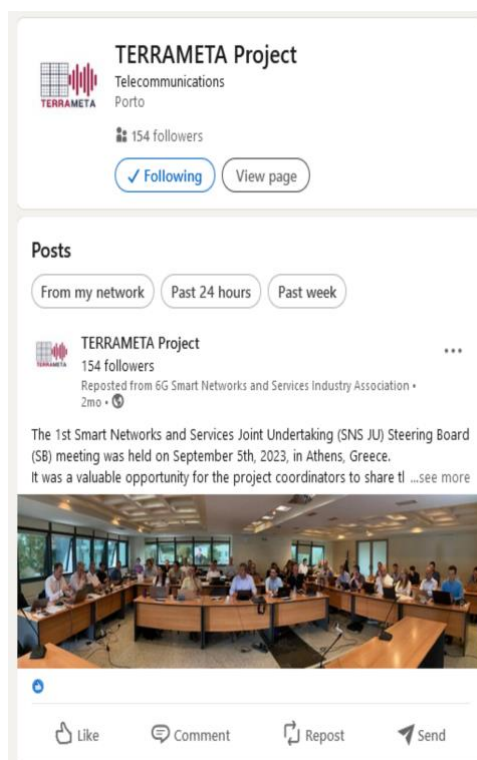 TERRAMETA
TERRAMETA Project
Telecommunications
Porto
154 followers
✓ Following
View page
Posts
From my network
Past 24 hours
Past week
TERRAMETA
TERRAMETA Project
154 followers
Reposted from 6G Smart Networks and Services Industry Association •
2mo •
The 1st Smart Networks and Services Joint Undertaking (SNS JU) Steering Board
(SB) meeting was held on September 5th, 2023, in Athens, Greece.
It was a valuable opportunity for the project coordinators to share tl ...see more
Like
Comment
Repost
Send